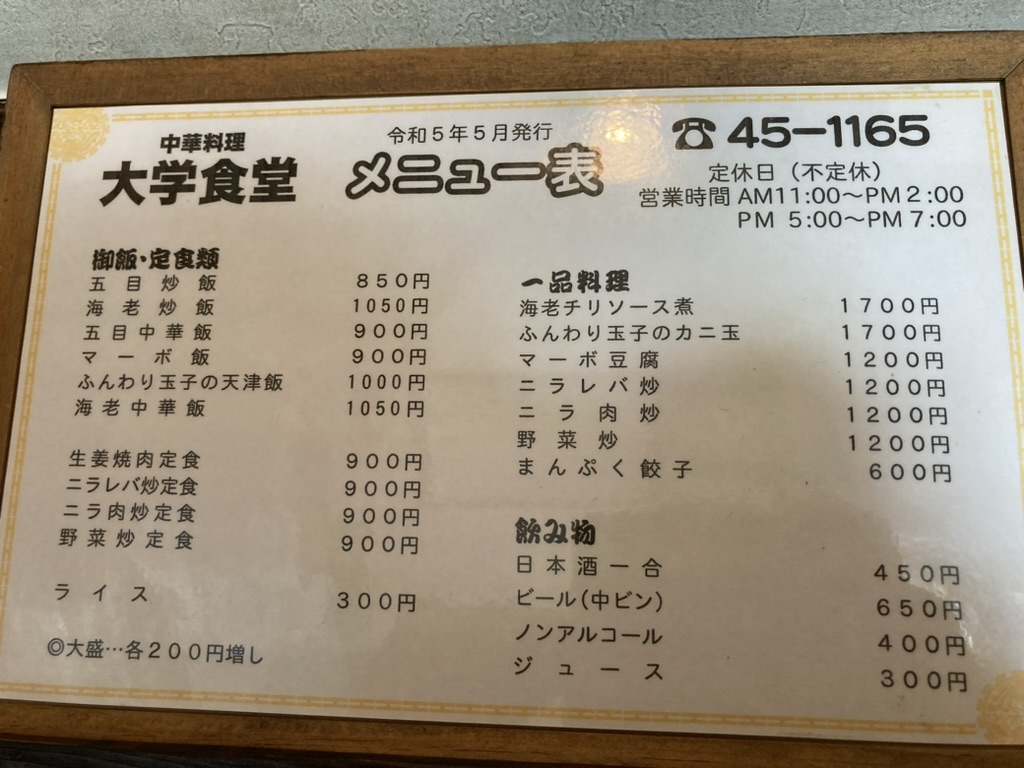 中華料理
大学食堂
令和5年5月発行
メニュー表
☎45-1165
定休日(不定休)
営業時間 AM11:00〜PM2:00
PM 5:00〜PM7:00
御飯・定食類
五目炒飯 850円
海老炒飯 1050円
五目中華飯 900円
マーボ飯 900円
ふんわり玉子の天津飯 1000円
海老中華飯 1050円
生姜焼肉定食 900円
ニラレバ炒定食 900円
ニラ肉炒定食 900円
野菜炒定食 900円
ライス 300円
◎大盛…各200円増し
一品料理
海老チリソース煮 1700円
ふんわり玉子のカニ玉 1700円
マーボ豆腐 1200円
ニラレバ炒 1200円
ニラ肉炒 1200円
野菜炒 1200円
まんぷく餃子 600円
飲み物
日本酒一合 450円
ビール(中ビン) 650円
ノンアルコール 400円
ジュース 300円